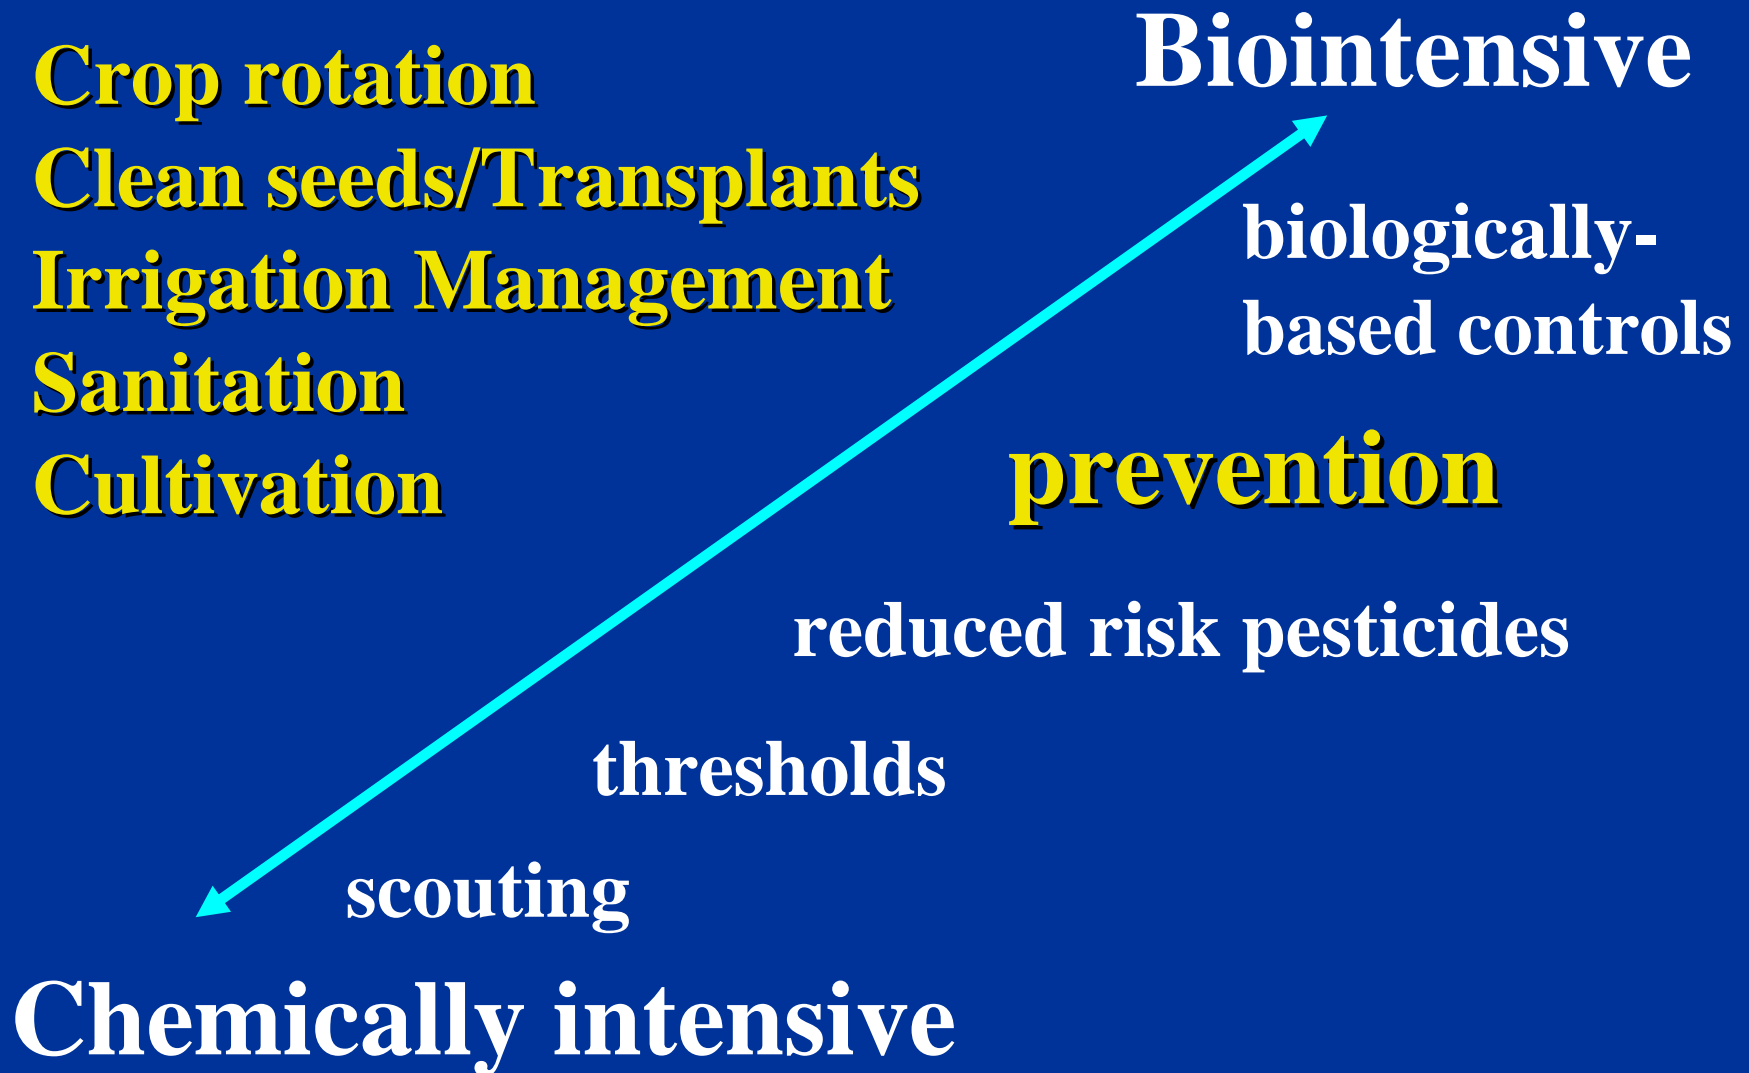 Biointensive
Crop rotation
Clean seeds/Transplants
Irrigation Management
Sanitation
Cultivation
biologically-
based controls
prevention
reduced risk pesticides
thresholds
scouting
Chemically intensive